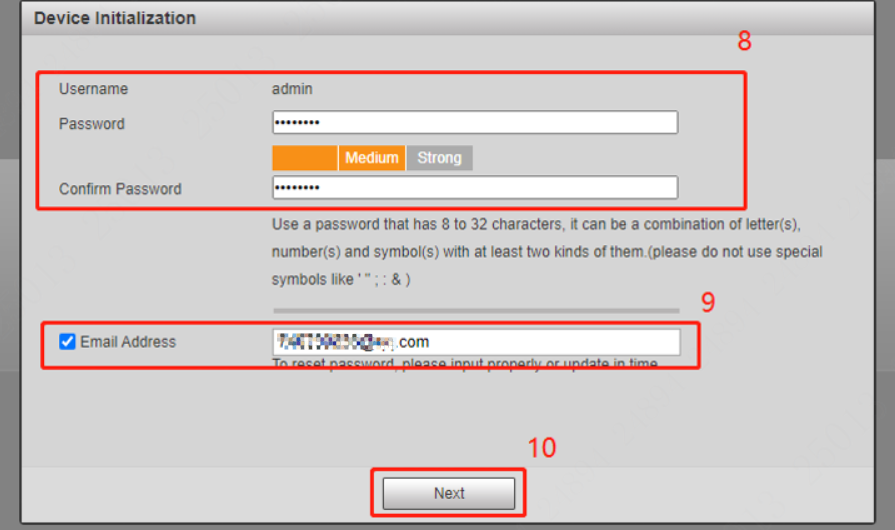 Device Initialization
8
Username admin
Password ••••••••
Medium Strong
Confirm Password ••••••••
Use a password that has 8 to 32 characters, it can be a combination of letter(s),
number(s) and symbol(s) with at least two kinds of them.(please do not use special
symbols like ' " ; : & )
9
Email Address .com
To reset password, please input properly or update in time
10
Next